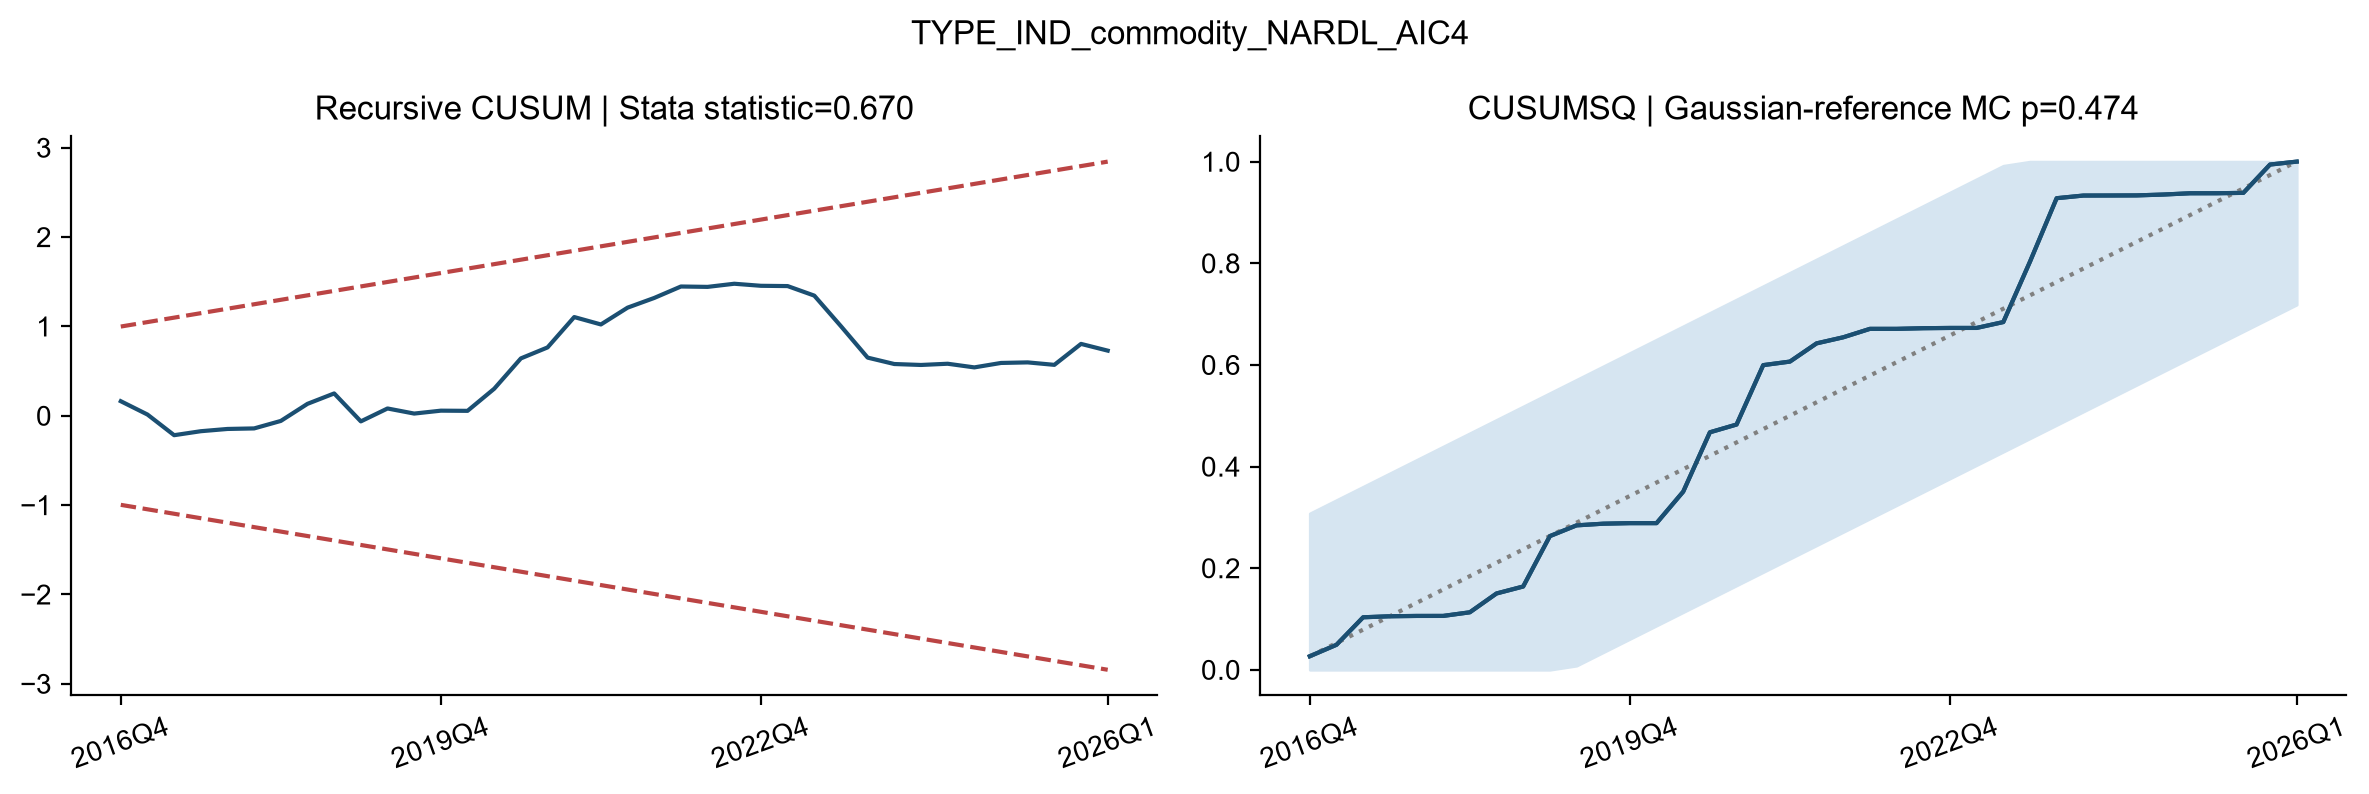 TYPE_IND_commodity_NARDL_AIC4
Recursive CUSUM | Stata statistic=0.670
3
2
1
0
−1
−2
−3
2016Q4
2019Q4
2022Q4
2026Q1
CUSUMSQ | Gaussian-reference MC p=0.474
1.0
0.8
0.6
0.4
0.2
0.0
2016Q4
2019Q4
2022Q4
2026Q1